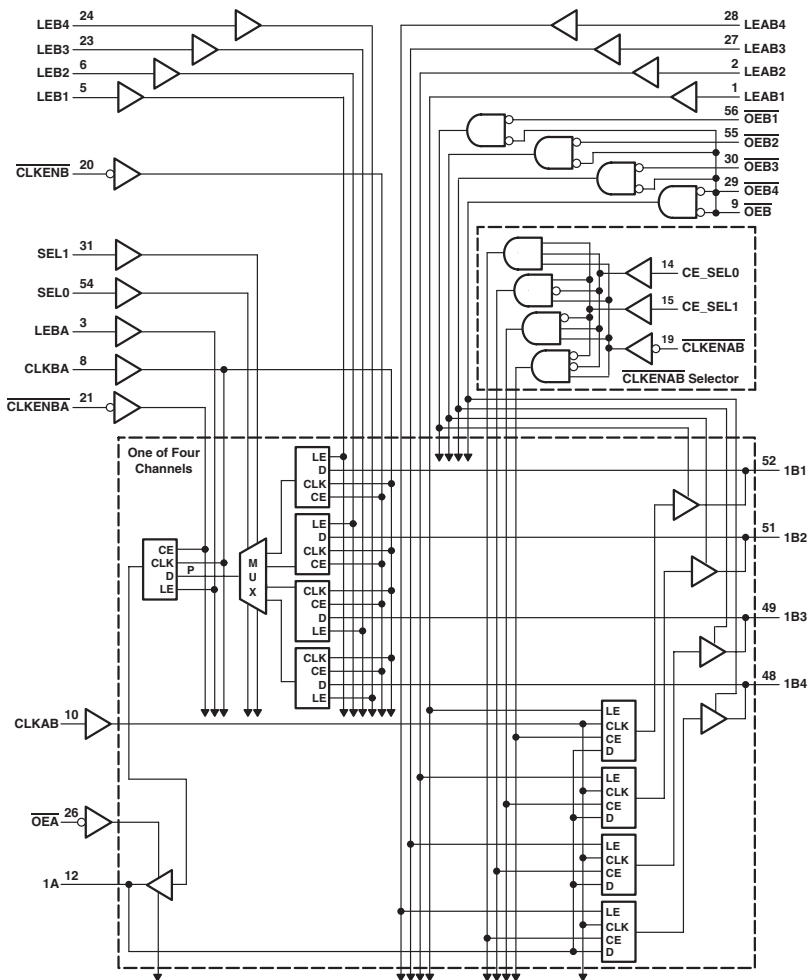 LEB4 24
LEB3 23
LEB2 6
LEB1 5
CLKENB 20
SEL1 31
SEL0 54
LEBA 3
CLKBA 8
CLKENBA 21
28 LEAB4
27 LEAB3
2 LEAB2
1 LEAB1
56 OEB1
55 OEB2
30 OEB3
29 OEB4
9 OEB
14 CE_SEL0
15 CE_SEL1
19 CLKENAB
CLKENAB Selector
One of Four
Channels
LE
D
CLK
CE
52 1B1
LE
D
CLK
CE
51 1B2
CE
CLK
D P
LE
M
U
X
CLK
CE
D
LE
49 1B3
CLK
CE
D
LE
48 1B4
CLKAB 10
LE
CLK
CE
D
LE
CLK
CE
D
OEA 26
LE
CLK
CE
D
1A 12
LE
CLK
CE
D